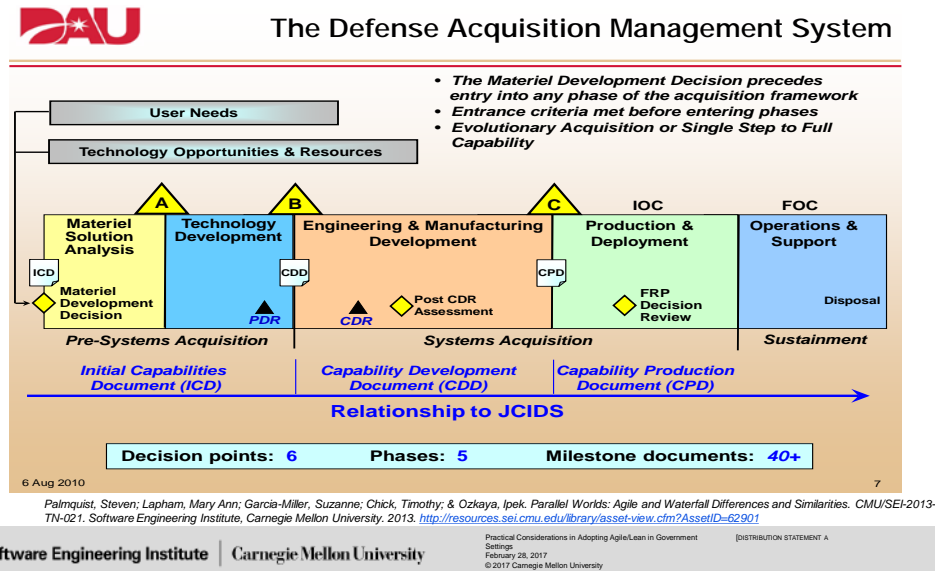 DAU
The Defense Acquisition Management System
• The Materiel Development Decision precedes
entry into any phase of the acquisition framework
• Entrance criteria met before entering phases
• Evolutionary Acquisition or Single Step to Full
Capability
User Needs
Technology Opportunities & Resources
A
B
C
IOC
FOC
Materiel
Solution
Analysis
Technology
Development
Engineering & Manufacturing
Development
Production &
Deployment
Operations &
Support
ICD
CDD
CPD
Materiel
Development
Decision
PDR
CDR
Post CDR
Assessment
FRP
Decision
Review
Disposal
Pre-Systems Acquisition
Systems Acquisition
Sustainment
Initial Capabilities
Document (ICD)
Capability Development
Document (CDD)
Capability Production
Document (CPD)
Relationship to JCIDS
Decision points: 6 Phases: 5 Milestone documents: 40+
6 Aug 2010
7
Palmquist, Steven; Lapham, Mary Ann; Garcia-Miller, Suzanne; Chick, Timothy; & Ozkaya, Ipek. Parallel Worlds: Agile and Waterfall Differences and Similarities. CMU/SEI-2013-
TN-021. Software Engineering Institute, Carnegie Mellon University. 2013. http://resources.sei.cmu.edu/library/asset-view.cfm?AssetID=62901
ftware Engineering Institute | Carnegie Mellon University
Practical Considerations in Adopting Agile/Lean in Government
Settings
February 28, 2017
© 2017 Carnegie Mellon University
[DISTRIBUTION STATEMENT A